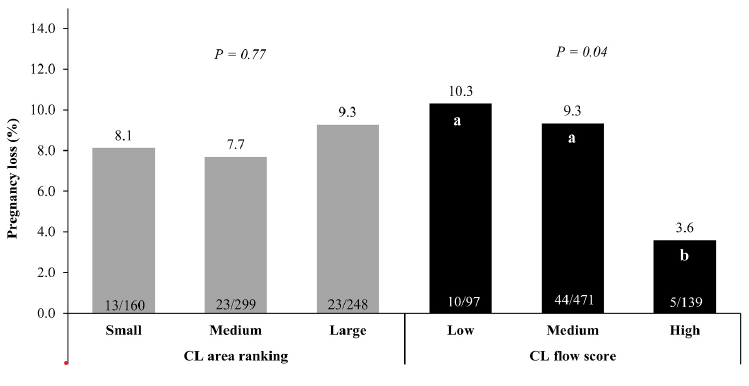 14.0
12.0
10.0
8.0
6.0
4.0
2.0
0.0
Pregnancy loss (%)
P = 0.77
P = 0.04
8.1
7.7
9.3
10.3
9.3
3.6
a
a
b
13/160
23/299
23/248
10/97
44/471
5/139
Small
Medium
Large
Low
Medium
High
CL area ranking
CL flow score